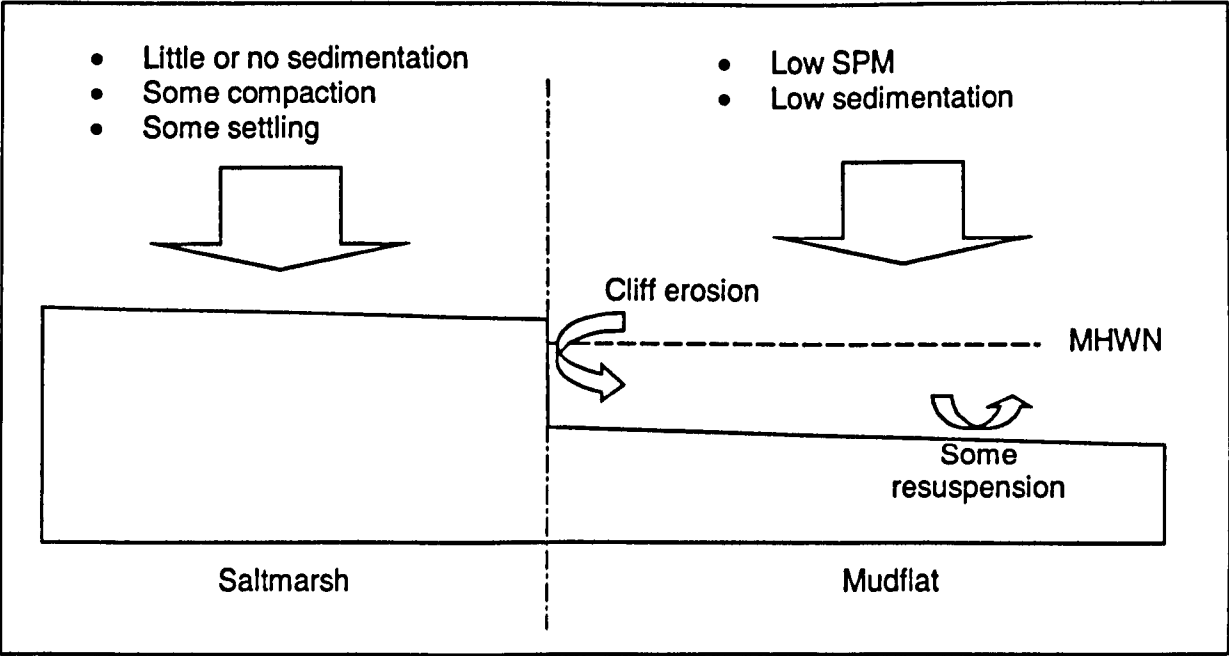 • Little or no sedimentation
• Some compaction
• Some settling
• Low SPM
• Low sedimentation
Cliff erosion
MHWN
Some
resuspension
Saltmarsh
Mudflat